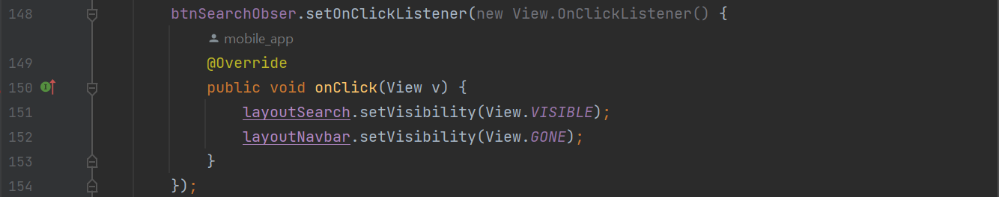 148 btnSearchObser.setOnClickListener(new View.OnClickListener() {
mobile_app
149 @Override
150 public void onClick(View v) {
151 layoutSearch.setVisibility(View.VISIBLE);
152 layoutNavbar.setVisibility(View.GONE);
153 }
154 });